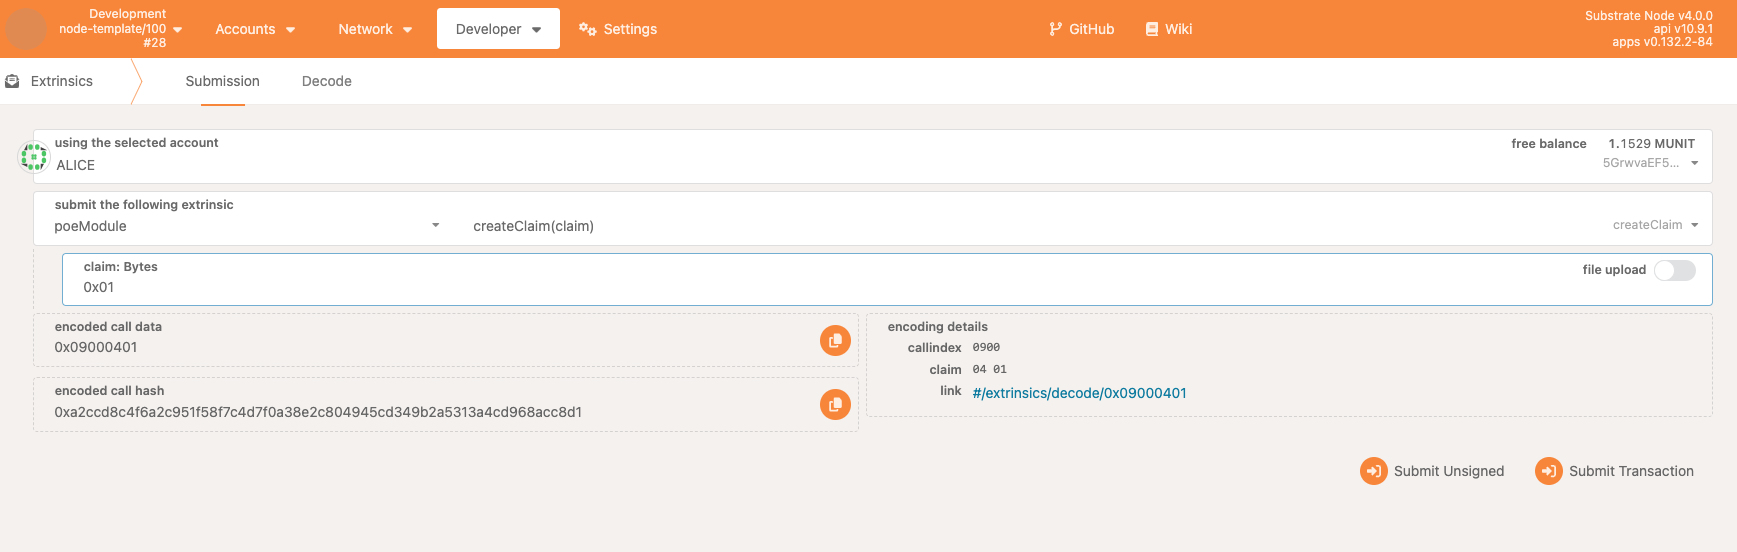 Development
node-template/100
#28
Accounts
Network
Developer
Settings
GitHub
Wiki
Substrate Node v4.0.0
api v10.9.1
apps v0.132.2-84
Extrinsics
Submission
Decode
using the selected account
ALICE
free balance 1.1529 MUNIT
5GrwvaEF5...
submit the following extrinsic
poeModule
createClaim(claim)
createClaim
claim: Bytes
0x01
file upload
encoded call data
0x09000401
encoded call hash
0xa2ccd8c4f6a2c951f58f7c4d7f0a38e2c804945cd349b2a5313a4cd968acc8d1
encoding details
callindex 0900
claim 04 01
link #/extrinsics/decode/0x09000401
Submit Unsigned
Submit Transaction